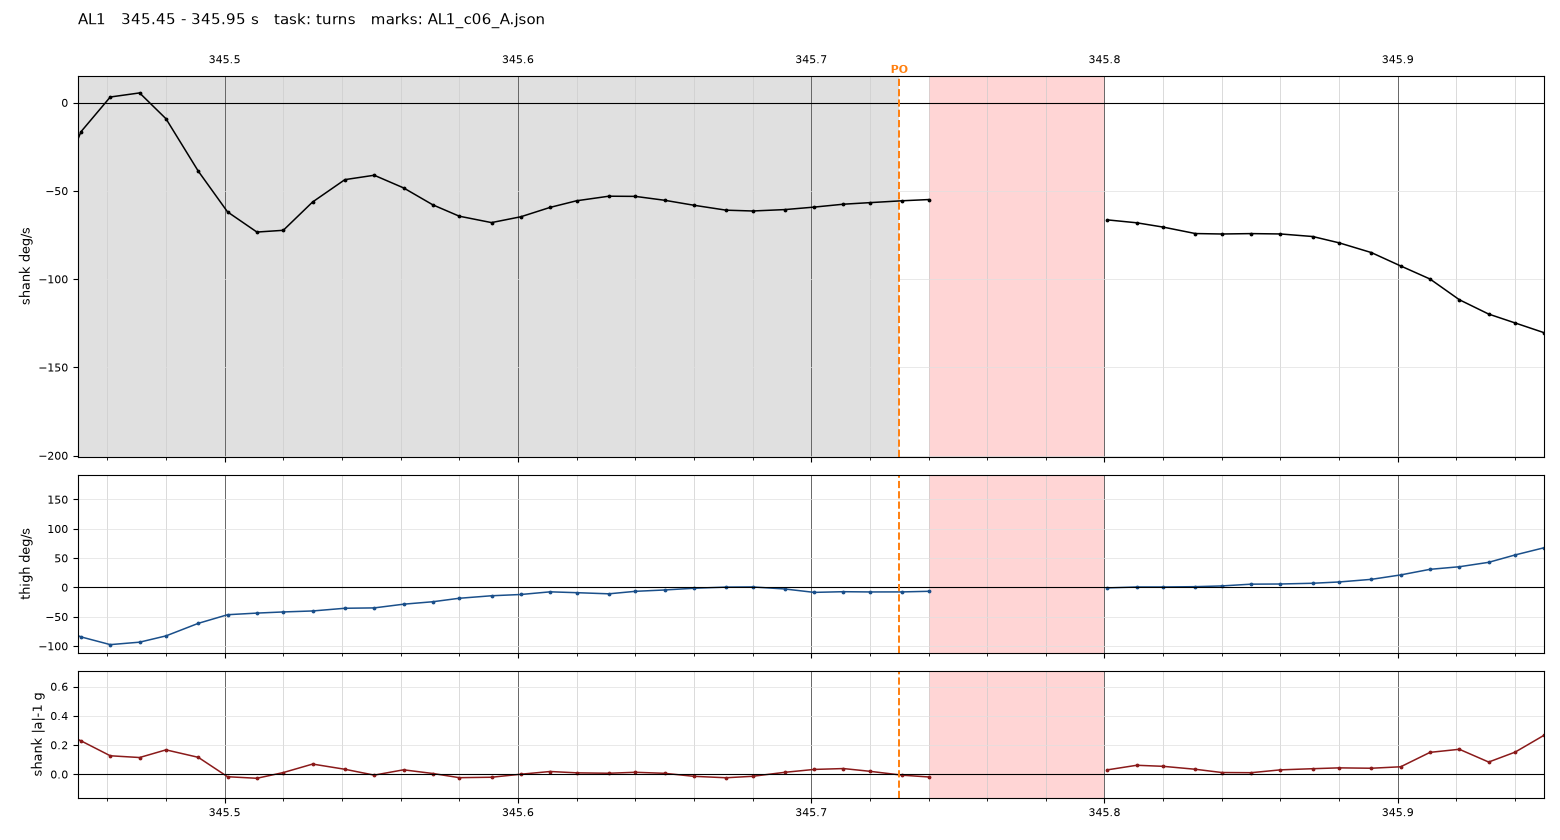 AL1   345.45 - 345.95 s   task: turns   marks: AL1_c06_A.json
345.5 345.6 345.7 345.8 345.9
PO
shank deg/s
0
−50
−100
−150
−200
thigh deg/s
150
100
50
0
−50
−100
shank |a|-1 g
0.6
0.4
0.2
0.0
345.5 345.6 345.7 345.8 345.9